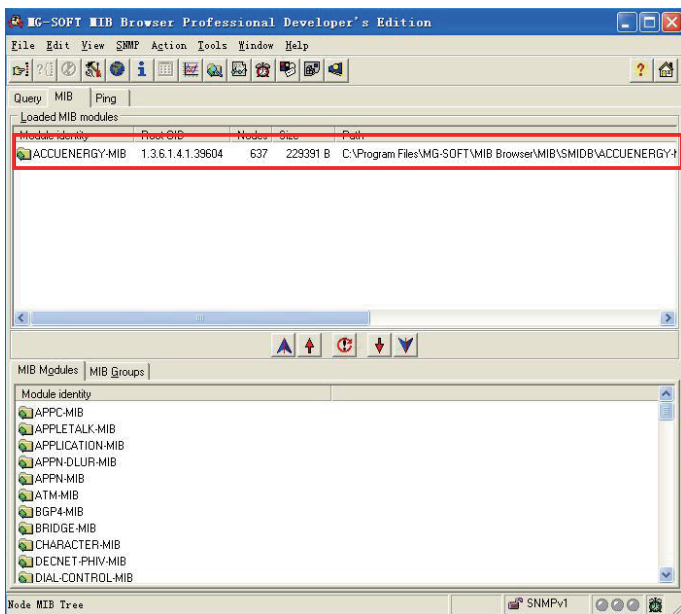 MG-SOFT MIB Browser Professional Developer's Edition
File Edit View SNMP Action Tools Window Help
Query MIB Ping
Loaded MIB modules
Module identity Root OID Nodes Size Path
ACCUENERGY-MIB 1.3.6.1.4.1.39604 637 229391 B C:\Program Files\MG-SOFT\MIB Browser\MIB\SMIDB\ACCUENERGY-
MIB Modules MIB Groups
Module identity
APPC-MIB
APPLETALK-MIB
APPLICATION-MIB
APPN-DLUR-MIB
APPN-MIB
ATM-MIB
BGP4-MIB
BRIDGE-MIB
CHARACTER-MIB
DECNET-PHIV-MIB
DIAL-CONTROL-MIB
Node MIB Tree SNMPv1